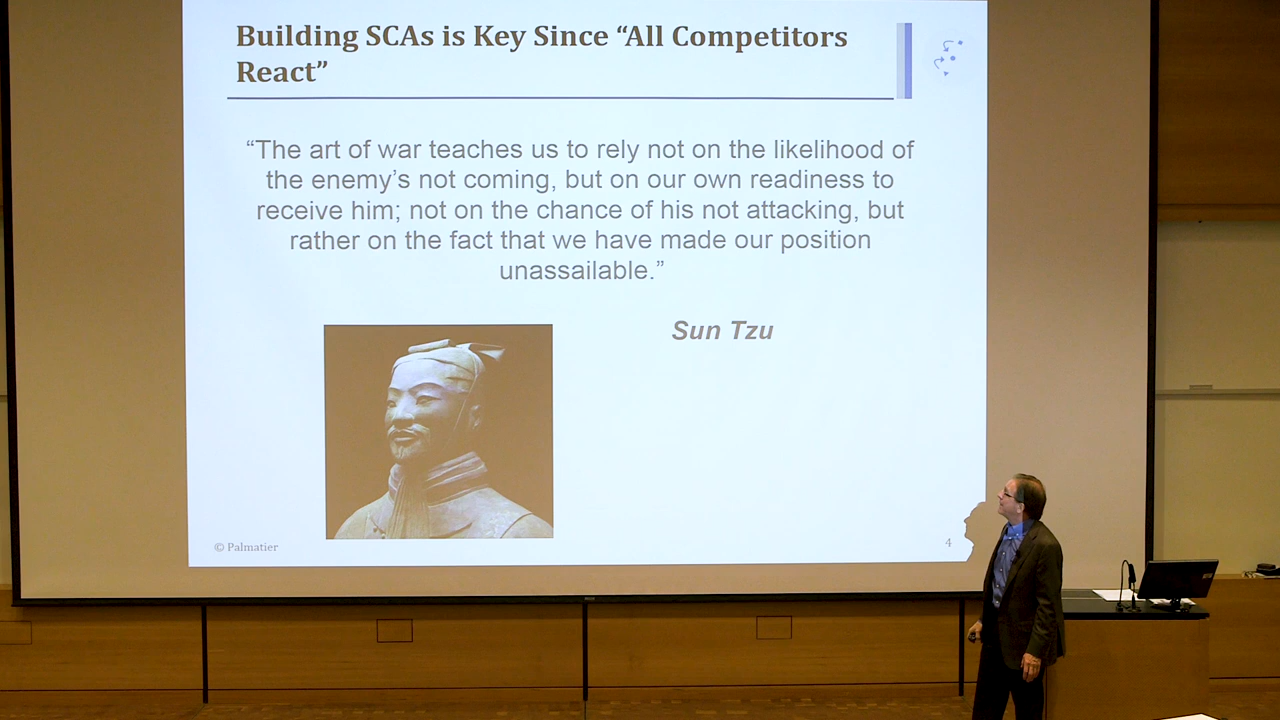 Building SCAs is Key Since “All Competitors
React”
“The art of war teaches us to rely not on the likelihood of
the enemy’s not coming, but on our own readiness to
receive him; not on the chance of his not attacking, but
rather on the fact that we have made our position
unassailable.”
Sun Tzu
© Palmatier
4